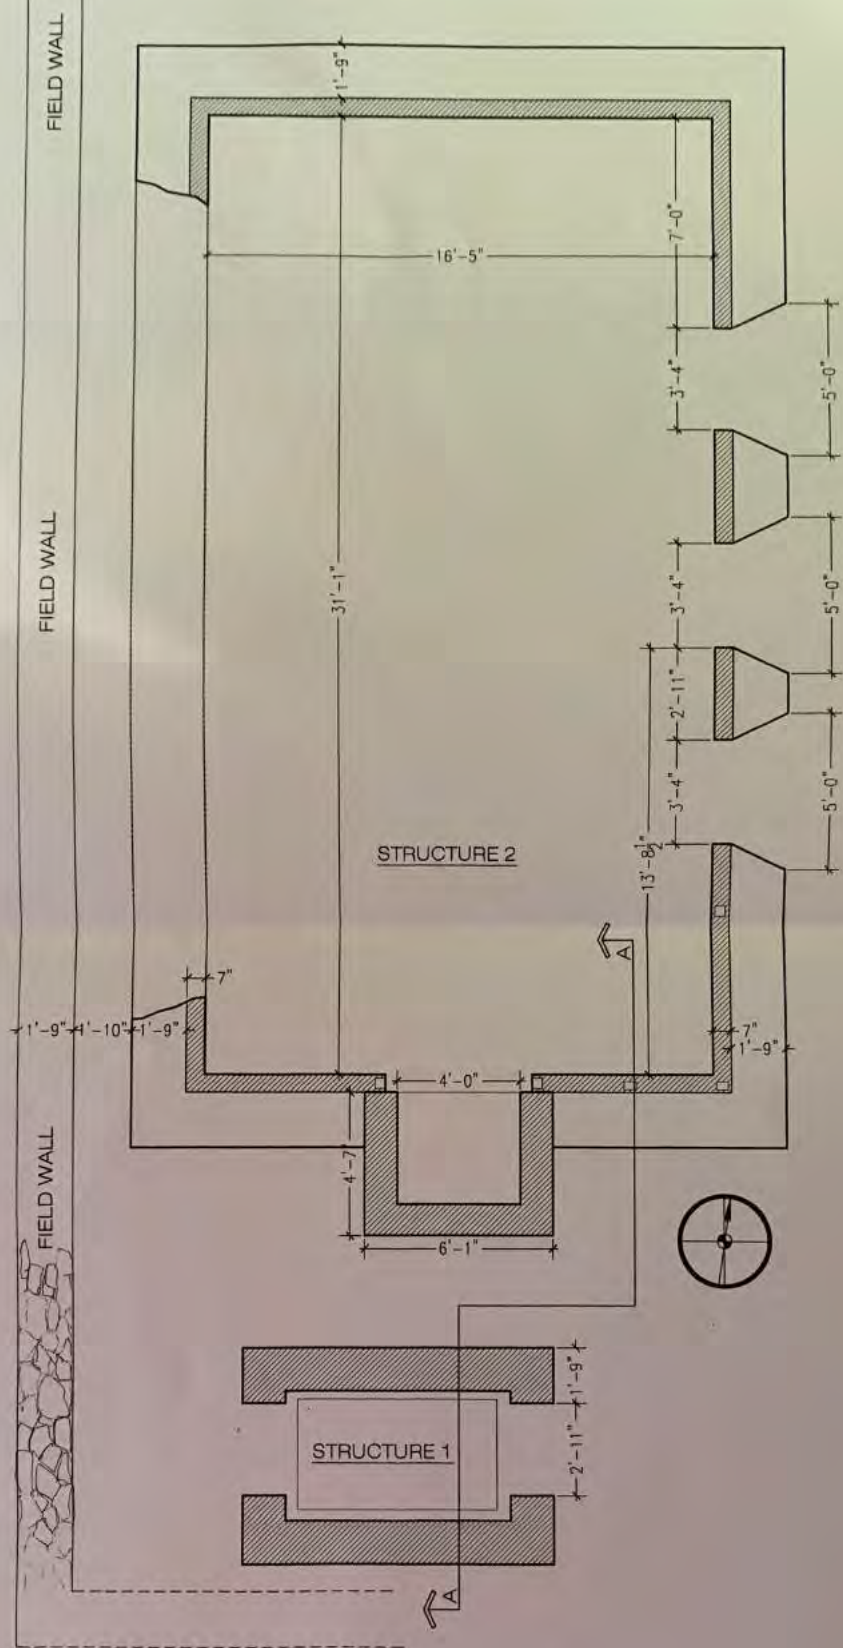 FIELD WALL
1'-9"
7'-0"
16'-5"
3'-4"
5'-0"
FIELD WALL
31'-1"
3'-4"
5'-0"
2'-11"
3'-4"
5'-0"
STRUCTURE 2
13'-8½"
A
7"
1'-9" 1'-10" 1'-9"
7"
1'-9"
4'-0"
FIELD WALL
4'-7"
6'-1"
1'-9"
STRUCTURE 1
2'-11"
A